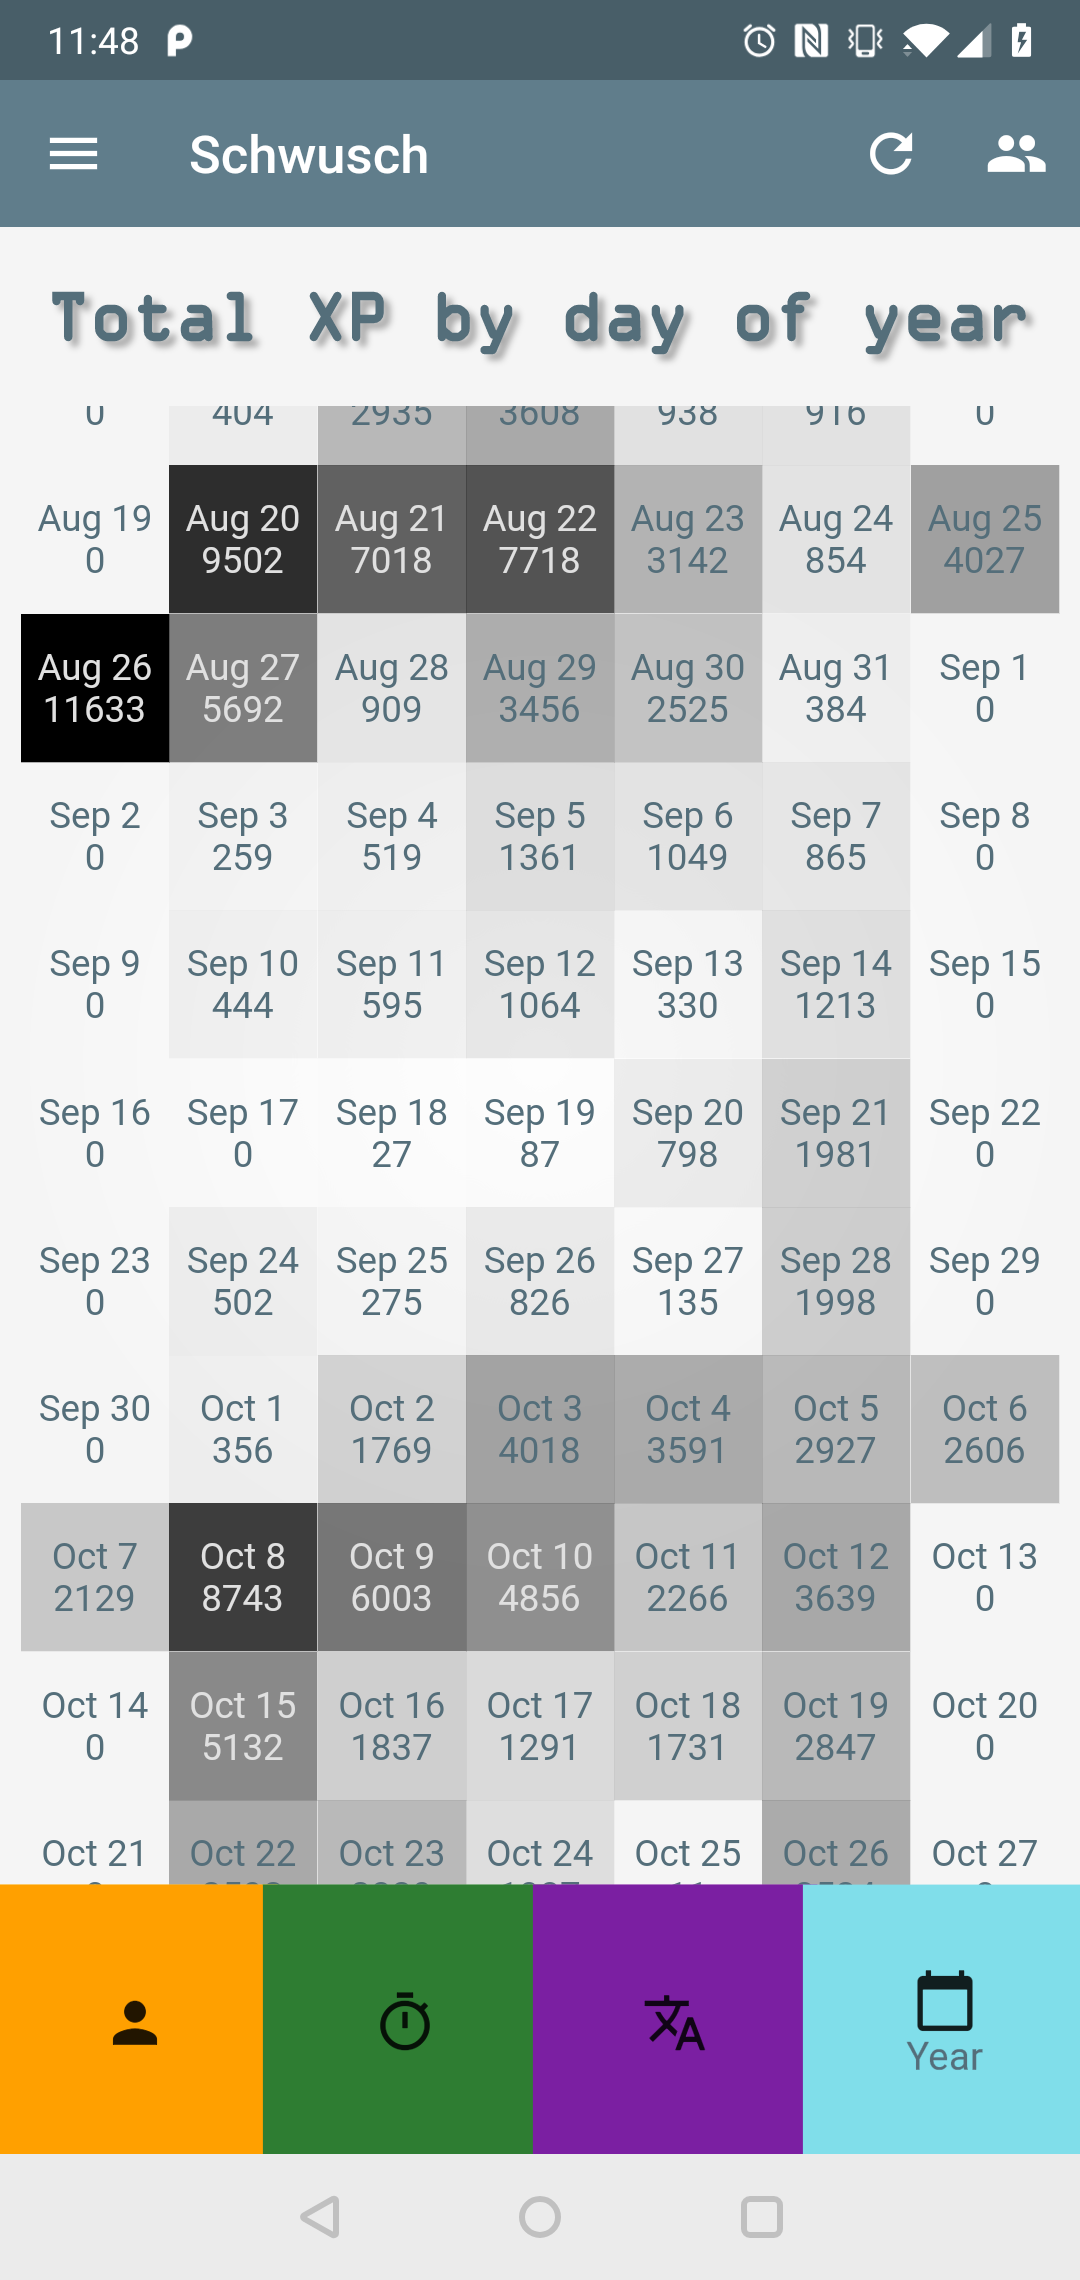 11:48
Schwusch
Total XP by day of year
0 404 2935 3608 938 916 0
Aug 19 Aug 20 Aug 21 Aug 22 Aug 23 Aug 24 Aug 25
0 9502 7018 7718 3142 854 4027
Aug 26 Aug 27 Aug 28 Aug 29 Aug 30 Aug 31 Sep 1
11633 5692 909 3456 2525 384 0
Sep 2 Sep 3 Sep 4 Sep 5 Sep 6 Sep 7 Sep 8
0 259 519 1361 1049 865 0
Sep 9 Sep 10 Sep 11 Sep 12 Sep 13 Sep 14 Sep 15
0 444 595 1064 330 1213 0
Sep 16 Sep 17 Sep 18 Sep 19 Sep 20 Sep 21 Sep 22
0 0 27 87 798 1981 0
Sep 23 Sep 24 Sep 25 Sep 26 Sep 27 Sep 28 Sep 29
0 502 275 826 135 1998 0
Sep 30 Oct 1 Oct 2 Oct 3 Oct 4 Oct 5 Oct 6
0 356 1769 4018 3591 2927 2606
Oct 7 Oct 8 Oct 9 Oct 10 Oct 11 Oct 12 Oct 13
2129 8743 6003 4856 2266 3639 0
Oct 14 Oct 15 Oct 16 Oct 17 Oct 18 Oct 19 Oct 20
0 5132 1837 1291 1731 2847 0
Oct 21 Oct 22 Oct 23 Oct 24 Oct 25 Oct 26 Oct 27
Year